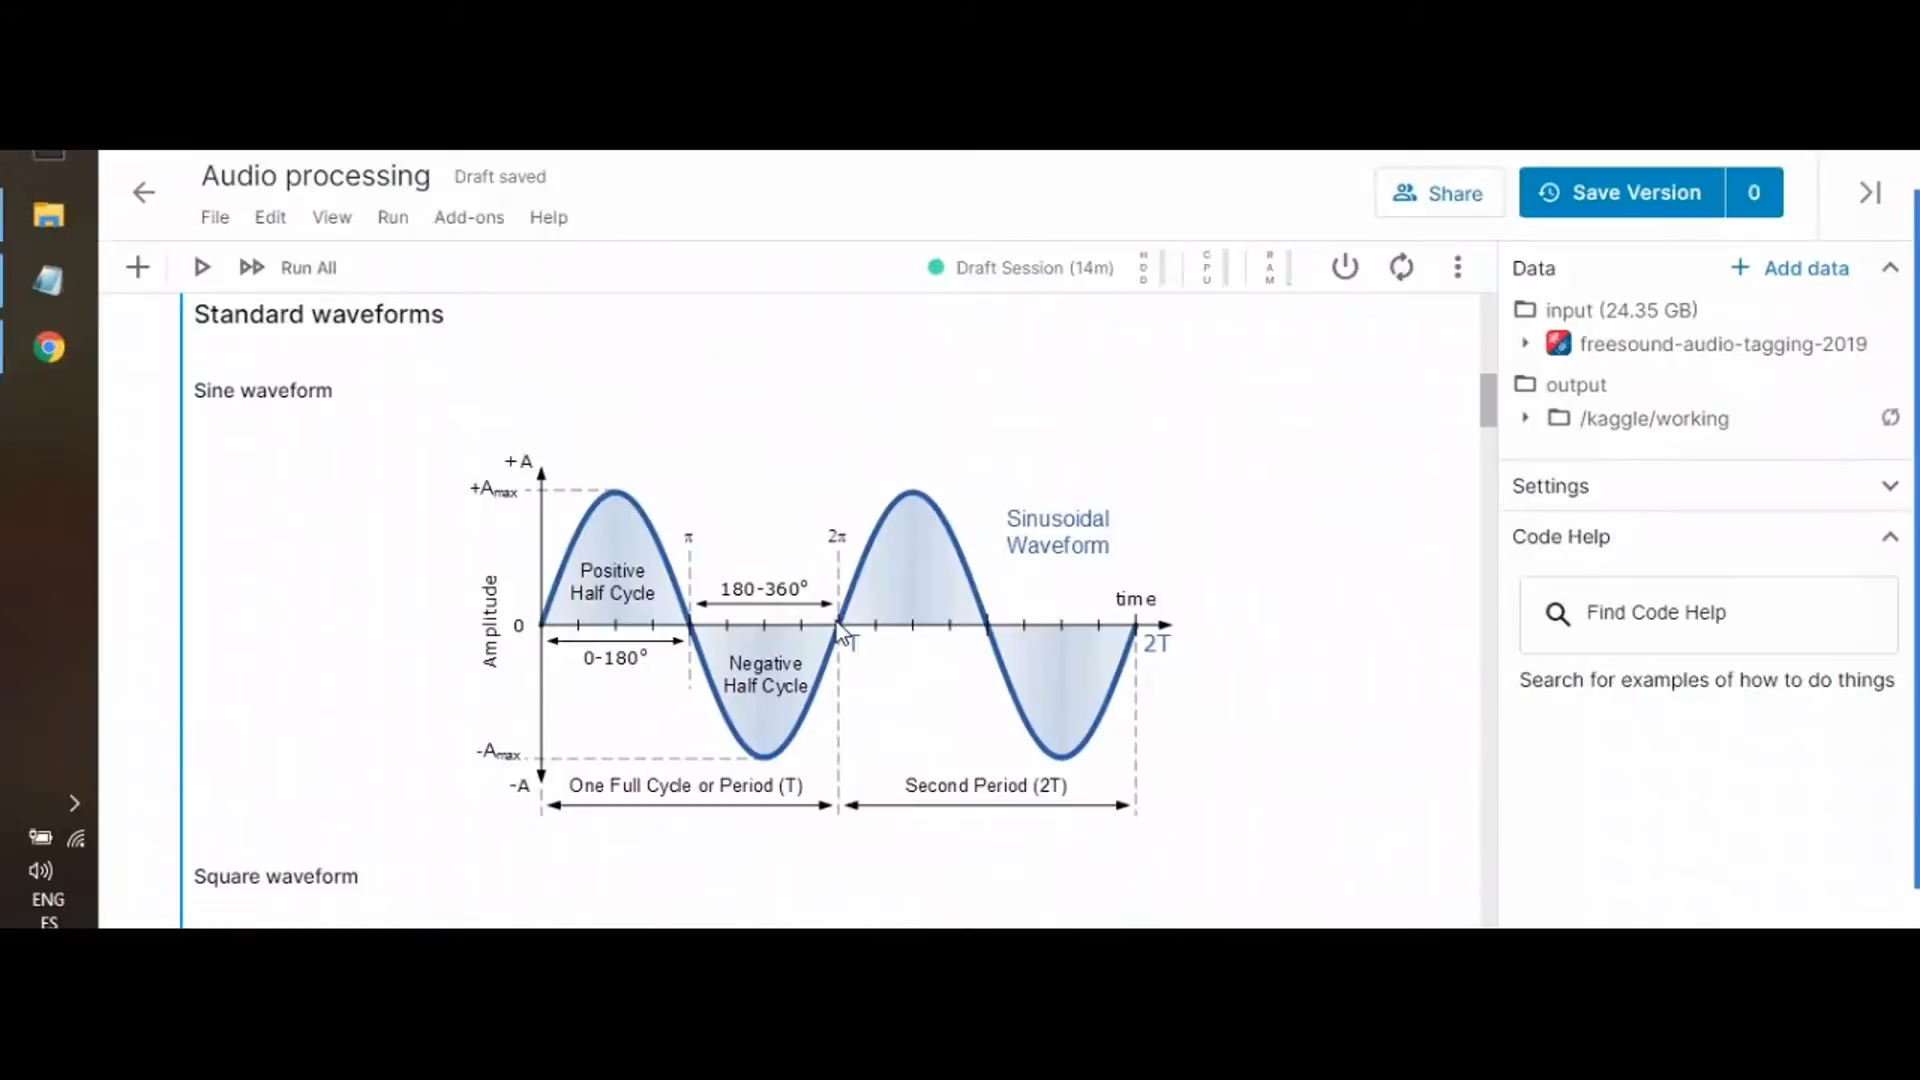 Audio processing Draft saved
File Edit View Run Add-ons Help
Share
Save Version 0
Run All
Draft Session (14m)
HDD
CPU
RAM
Data
Add data
input (24.35 GB)
freesound-audio-tagging-2019
output
/kaggle/working
Settings
Code Help
Find Code Help
Search for examples of how to do things
Standard waveforms
Sine waveform
+A
+Amax
π
2π
Sinusoidal
Waveform
Positive
Half Cycle
180-360°
time
Amplitude
0
T
2T
0-180°
Negative
Half Cycle
-Amax
-A
One Full Cycle or Period (T)
Second Period (2T)
Square waveform
ENG
ES